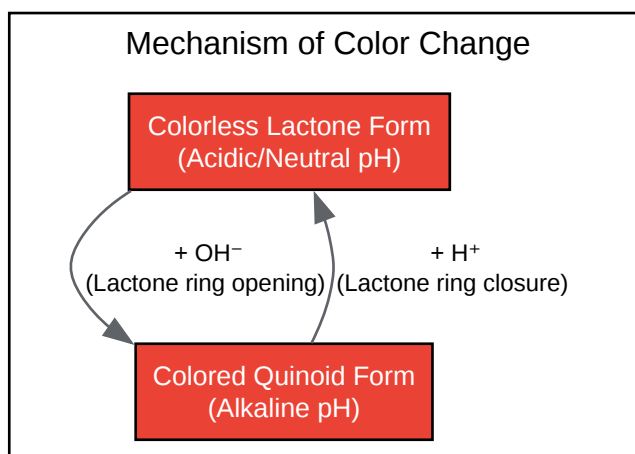 Mechanism of Color Change
Colorless Lactone Form
(Acidic/Neutral pH)
+ OH⁻
(Lactone ring opening)
+ H⁺
(Lactone ring closure)
Colored Quinoid Form
(Alkaline pH)